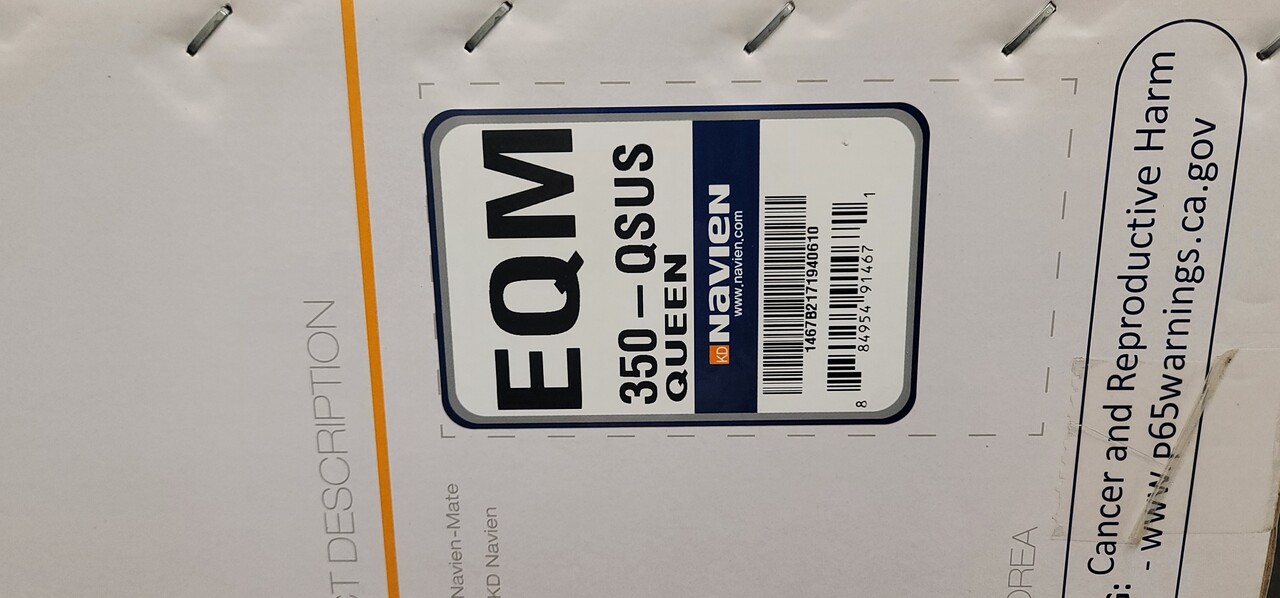 CT DESCRIPTION
Navien-Mate
KD Navien
EQM
350-QSUS
QUEEN
KD Navien
www.navien.com
1467B2171940610
8 84954 91467 1
OREA
G: Cancer and Reproductive Harm
- www.p65warnings.ca.gov